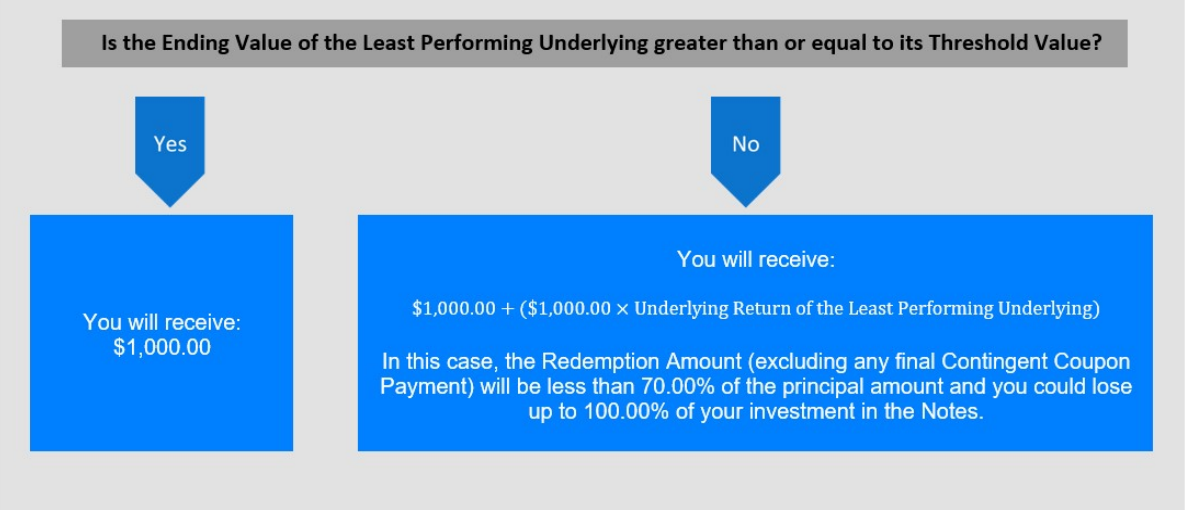 Is the Ending Value of the Least Performing Underlying greater than or equal to its Threshold Value?
Yes
No
You will receive:
$1,000.00
You will receive:
$1,000.00 + ($1,000.00 × Underlying Return of the Least Performing Underlying)
In this case, the Redemption Amount (excluding any final Contingent Coupon
Payment) will be less than 70.00% of the principal amount and you could lose
up to 100.00% of your investment in the Notes.